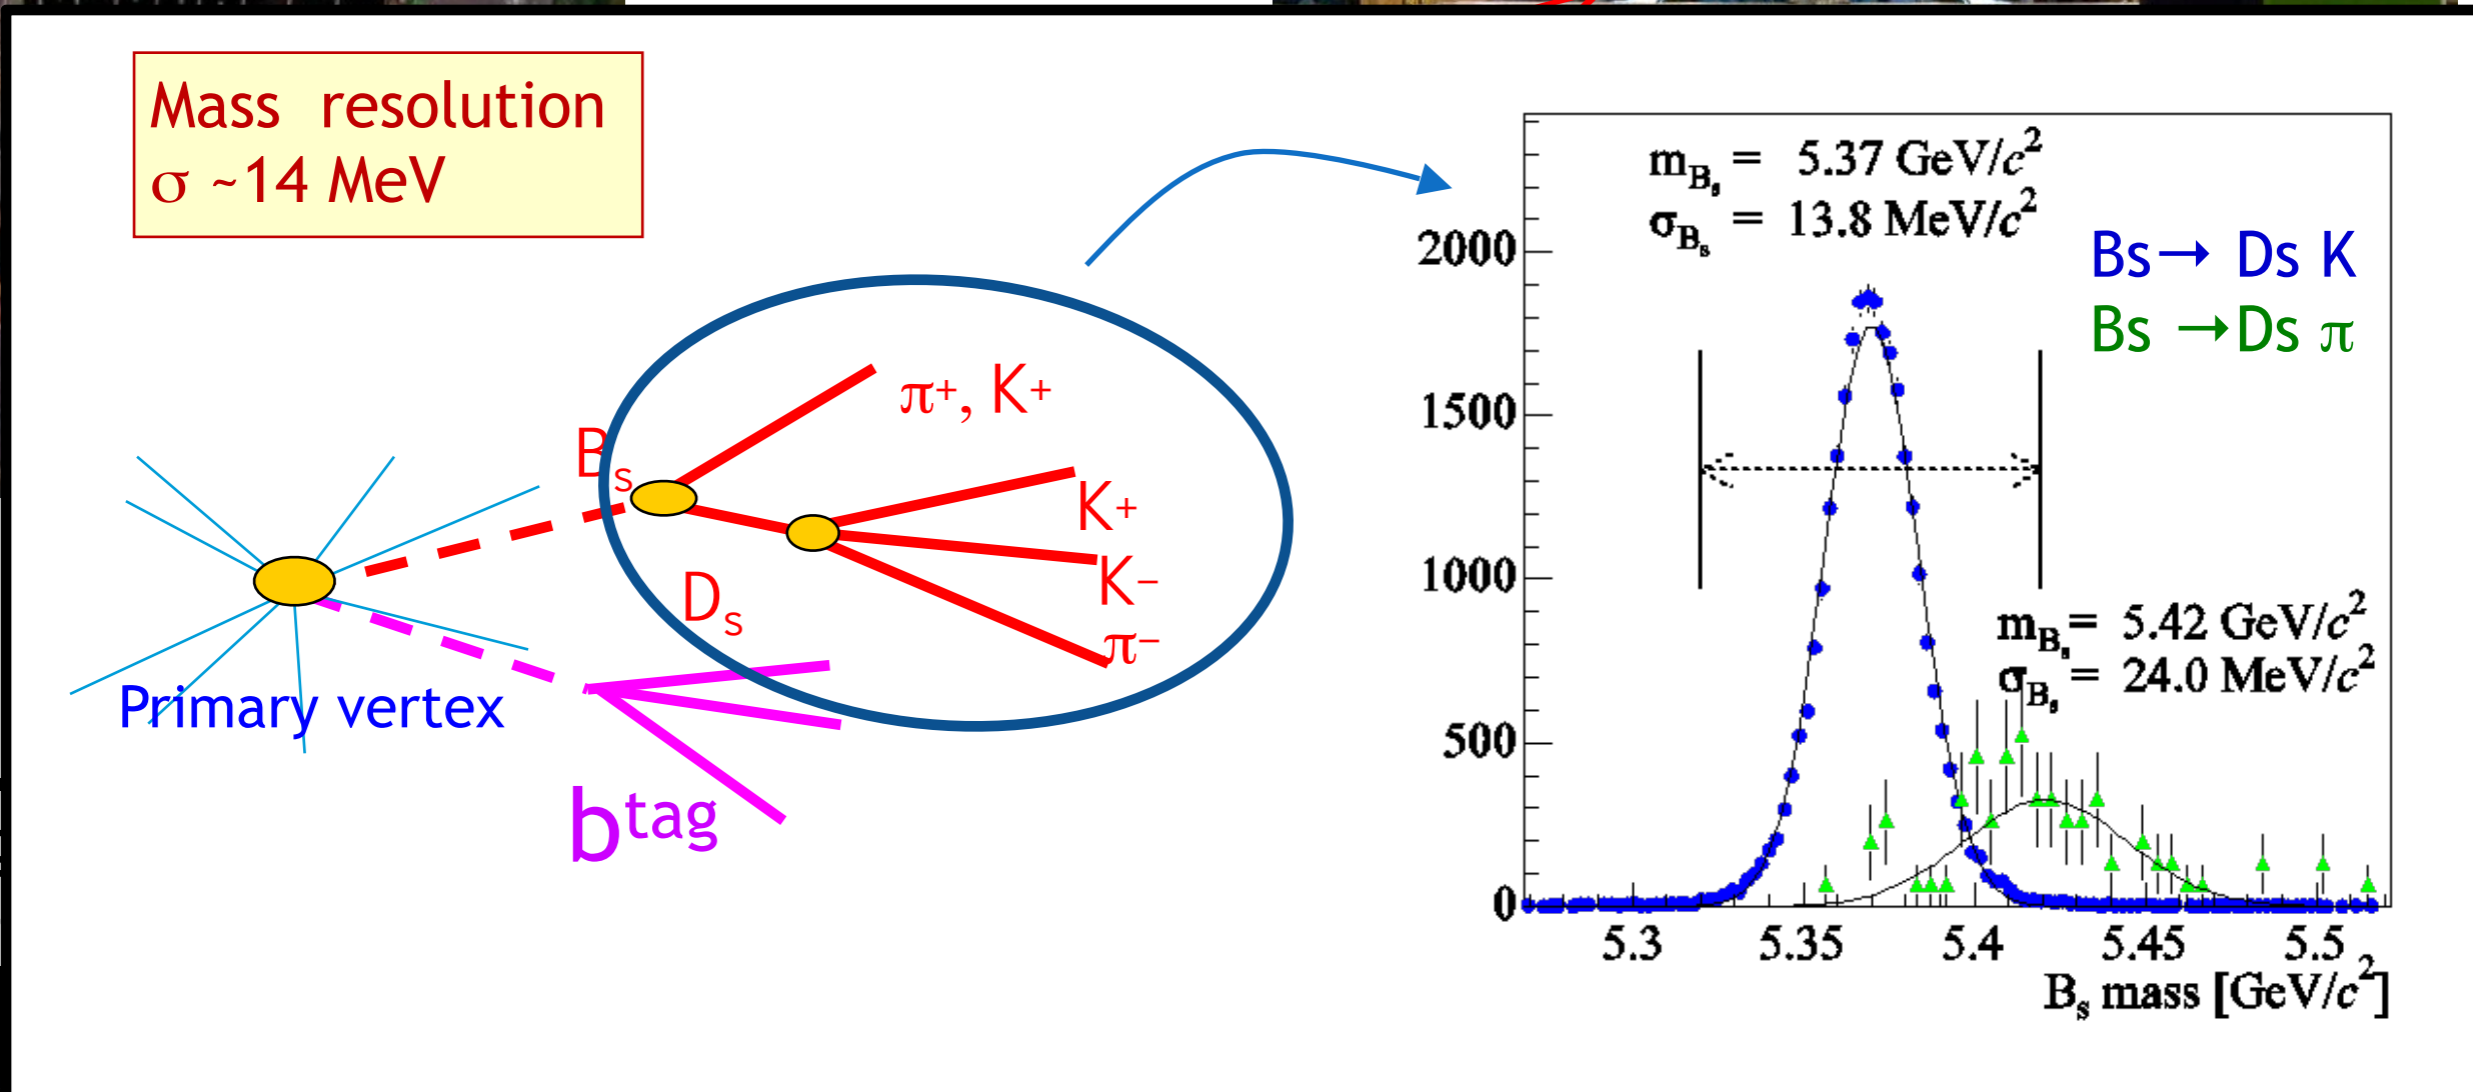 Mass resolution
σ ~14 MeV
Bs
π+, K+
K+
K-
π-
Ds
Primary vertex
btag
mBs = 5.37 GeV/c2
σBs = 13.8 MeV/c2
Bs→ Ds K
Bs →Ds π
mBs= 5.42 GeV/c2
σBs = 24.0 MeV/c2
2000
1500
1000
500
0
5.3 5.35 5.4 5.45 5.5
Bs mass [GeV/c2]